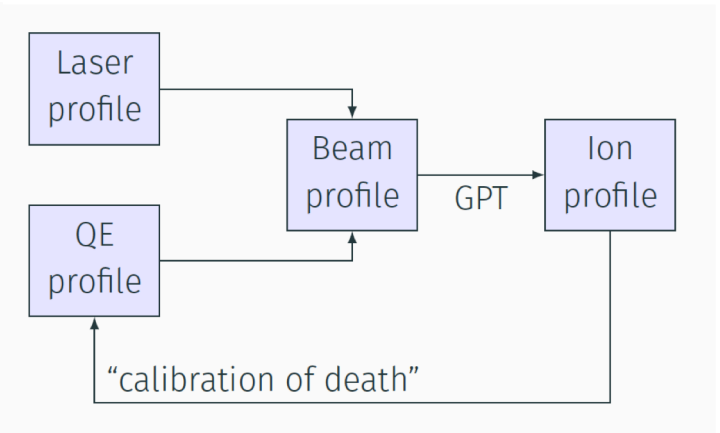 Laser
profile
Beam
profile
Ion
profile
GPT
QE
profile
“calibration of death”